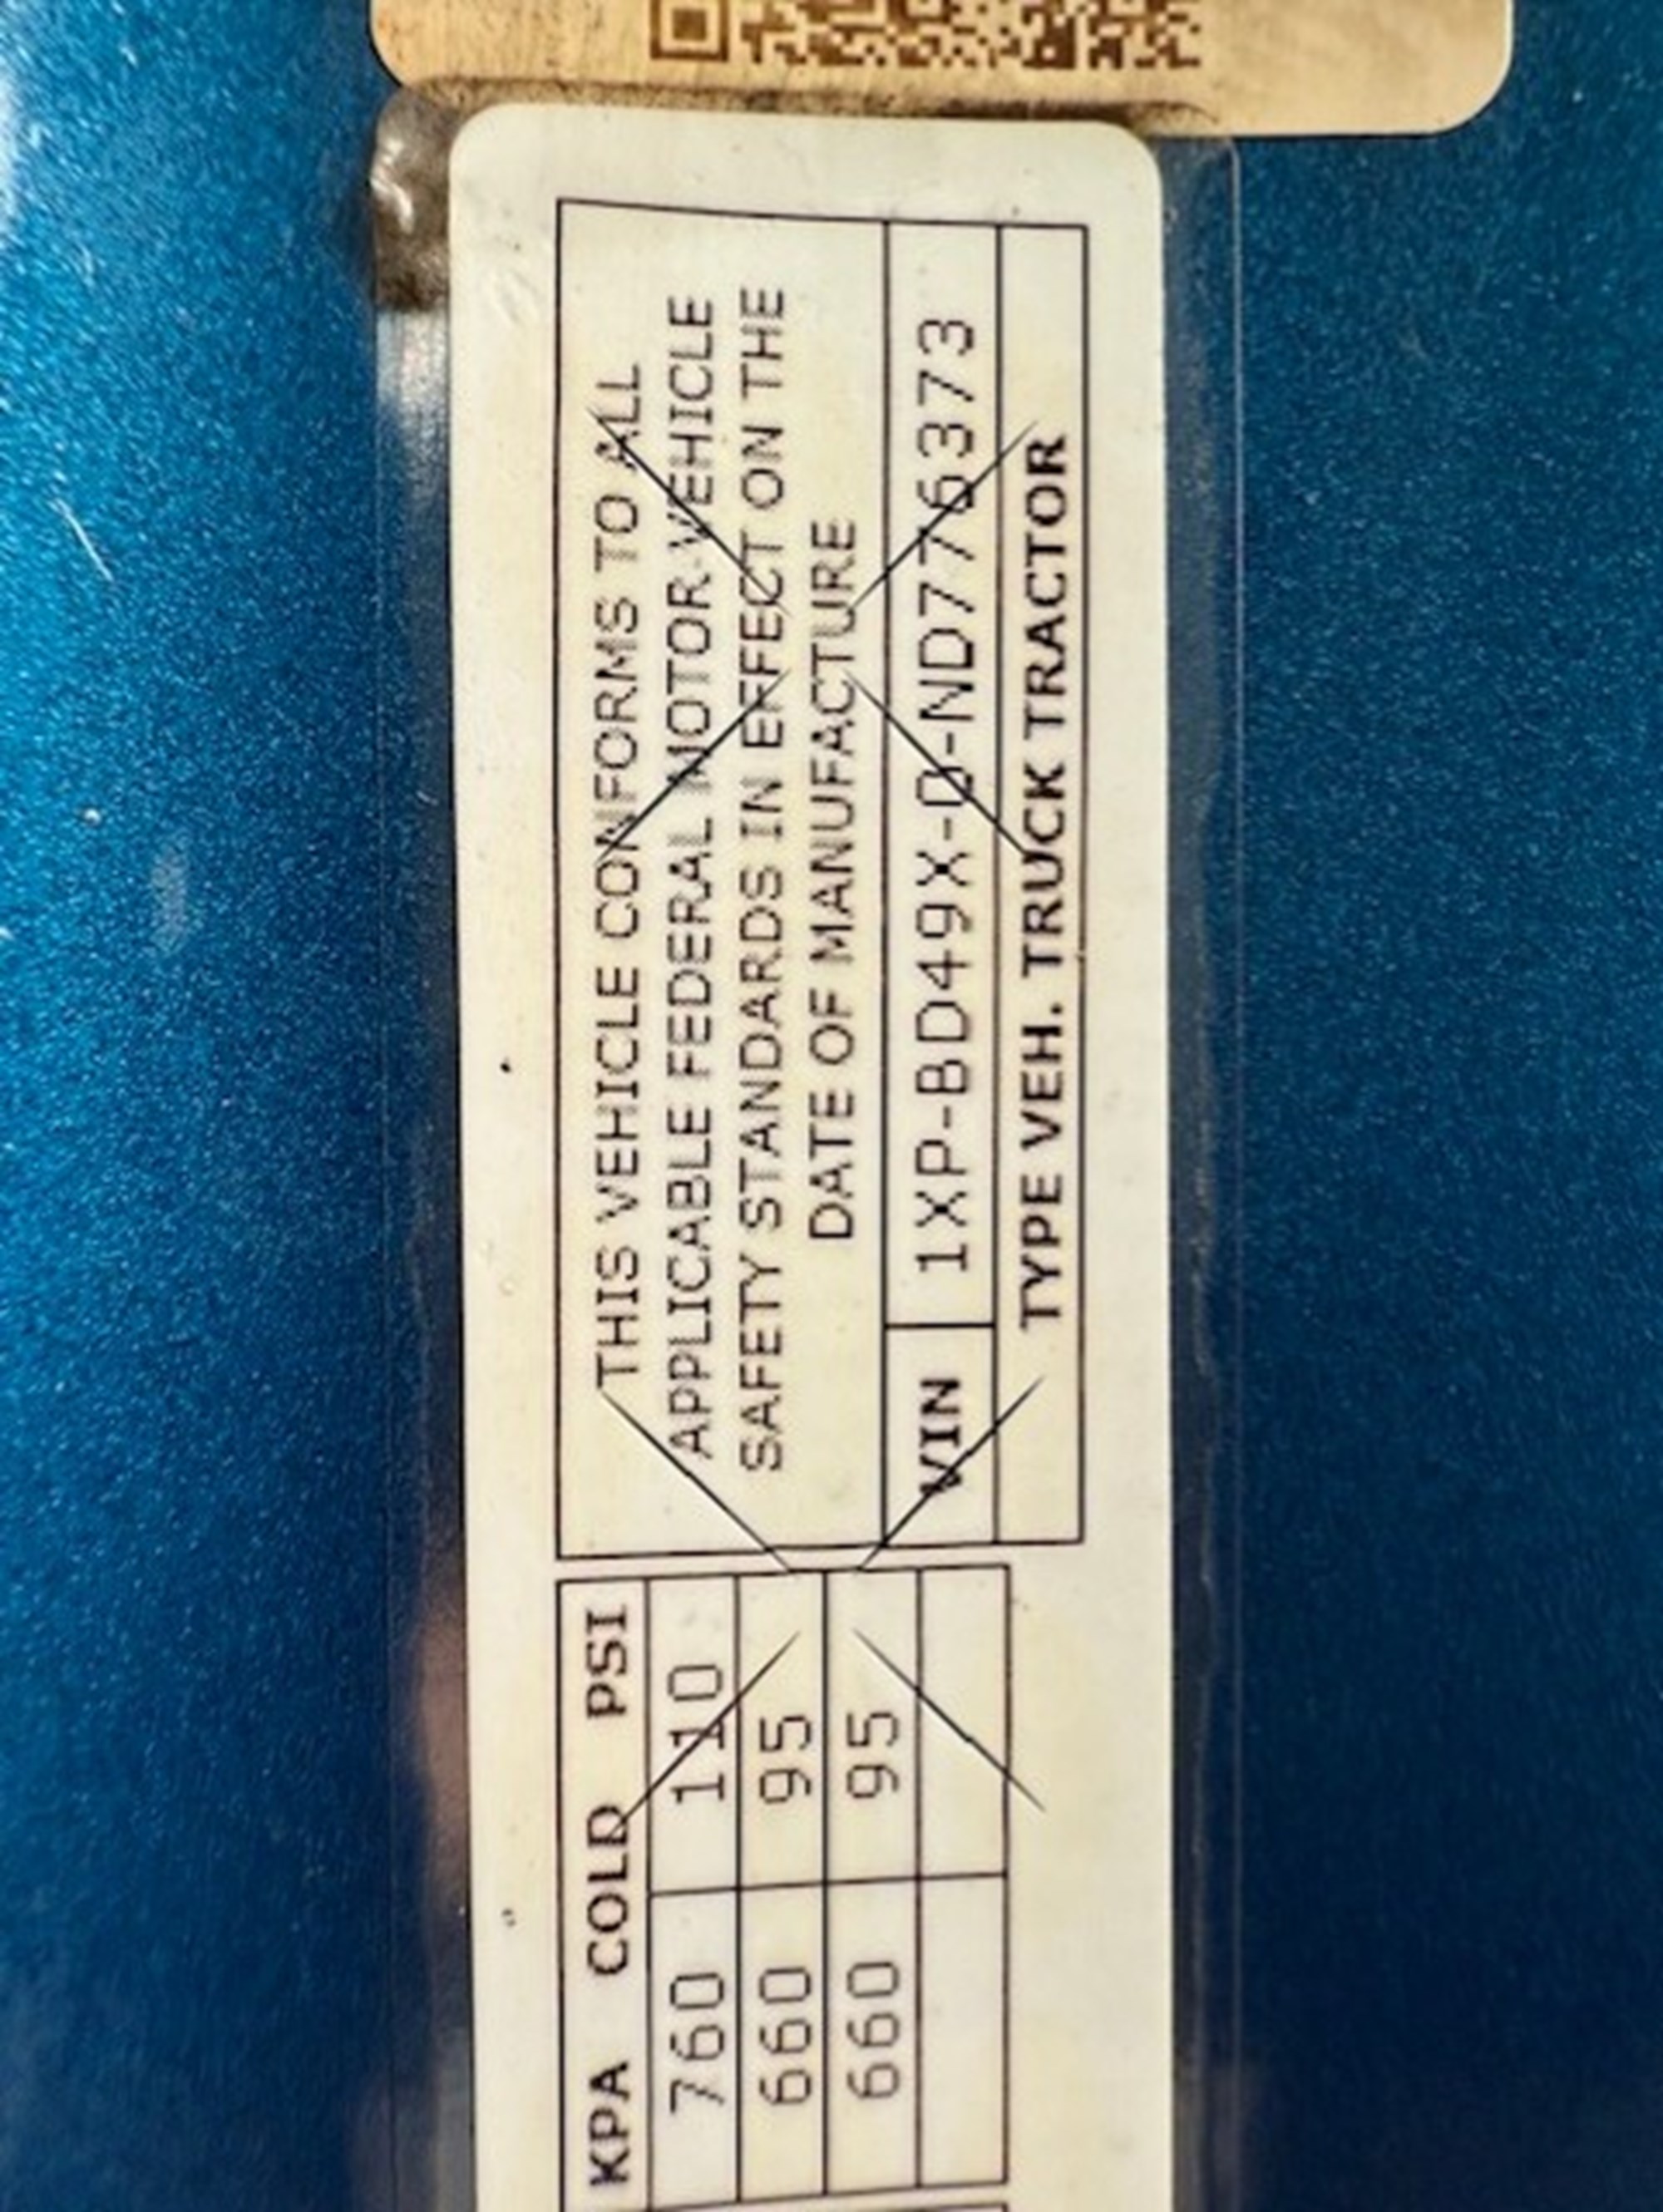 KPA COLD PSI
760 110
660 95
660 95
THIS VEHICLE CONFORMS TO ALL
APPLICABLE FEDERAL MOTOR VEHICLE
SAFETY STANDARDS IN EFFECT ON THE
DATE OF MANUFACTURE
VIN 1XP-BD49X-0-ND776373
TYPE VEH. TRUCK TRACTOR